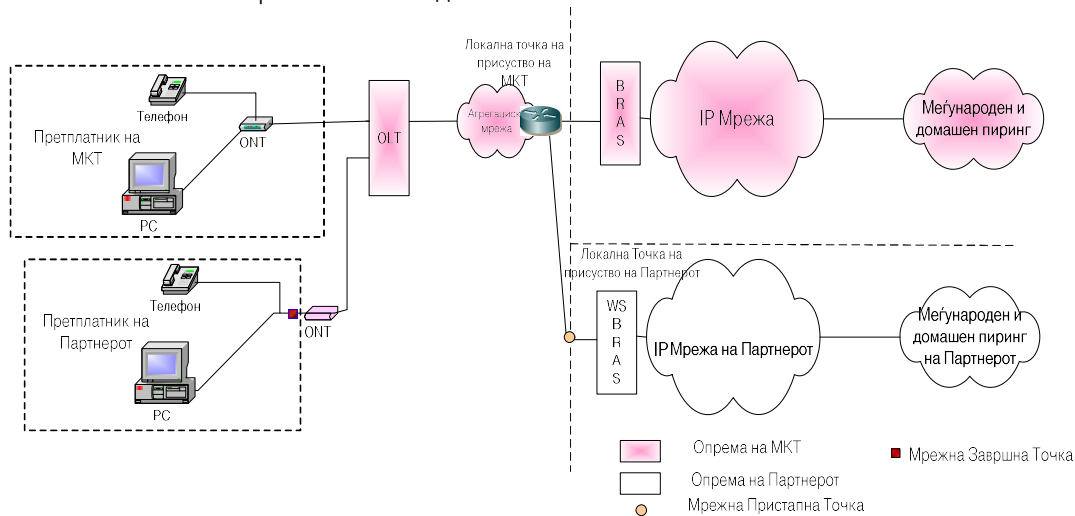 Локална точка на
присуство на
МКТ
Телефон
Претплатник на
МКТ
ONT
PC
OLT
Агрегациска
мрежа
B
R
A
S
IP Мрежа
Меѓународен и
домашен пиринг
Локална Точка на
присуство на Партнерот
Телефон
Претплатник на
Партнерот
ONT
PC
WS
B
R
A
S
IP Мрежа на Партнерот
Меѓународен и
домашен пиринг
на Партнерот
Опрема на МКТ
Опрема на Партнерот
Мрежна Пристапна Точка
Мрежна Завршна Точка